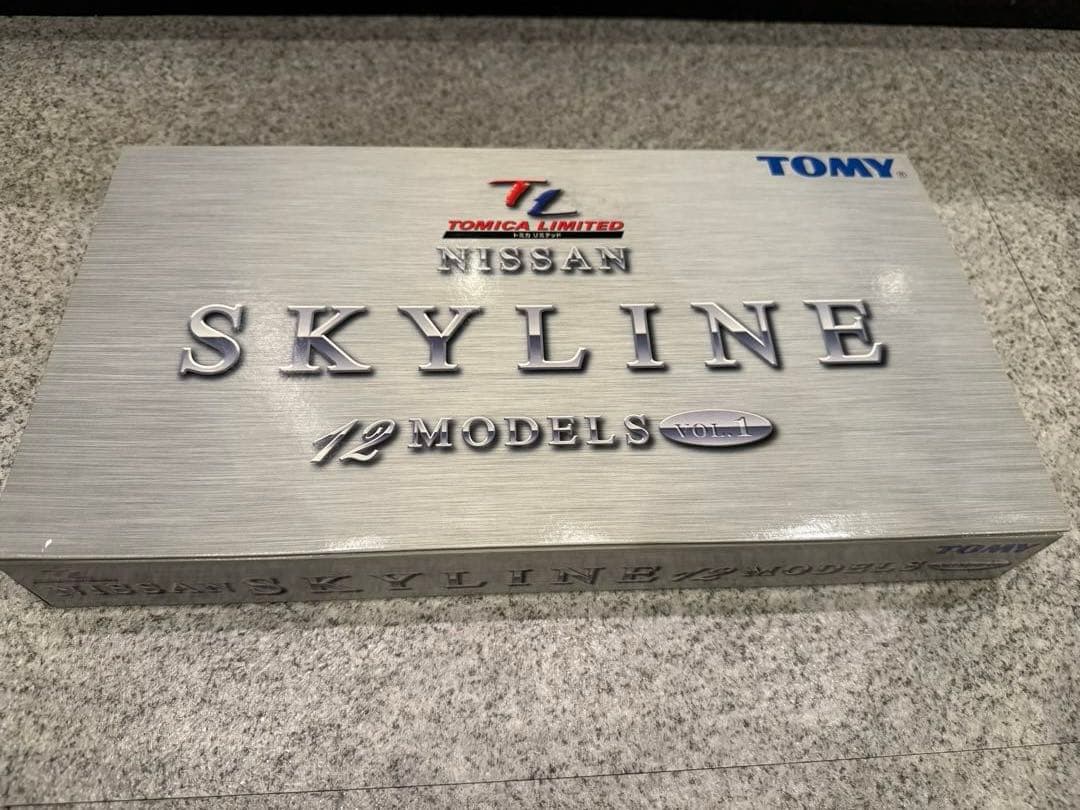 TOMY®
TL
TOMICA LIMITED
トミカ リミテッド
NISSAN
SKYLINE
12 MODELS VOL.1
TOMY
NISSAN SKYLINE 12 MODELS